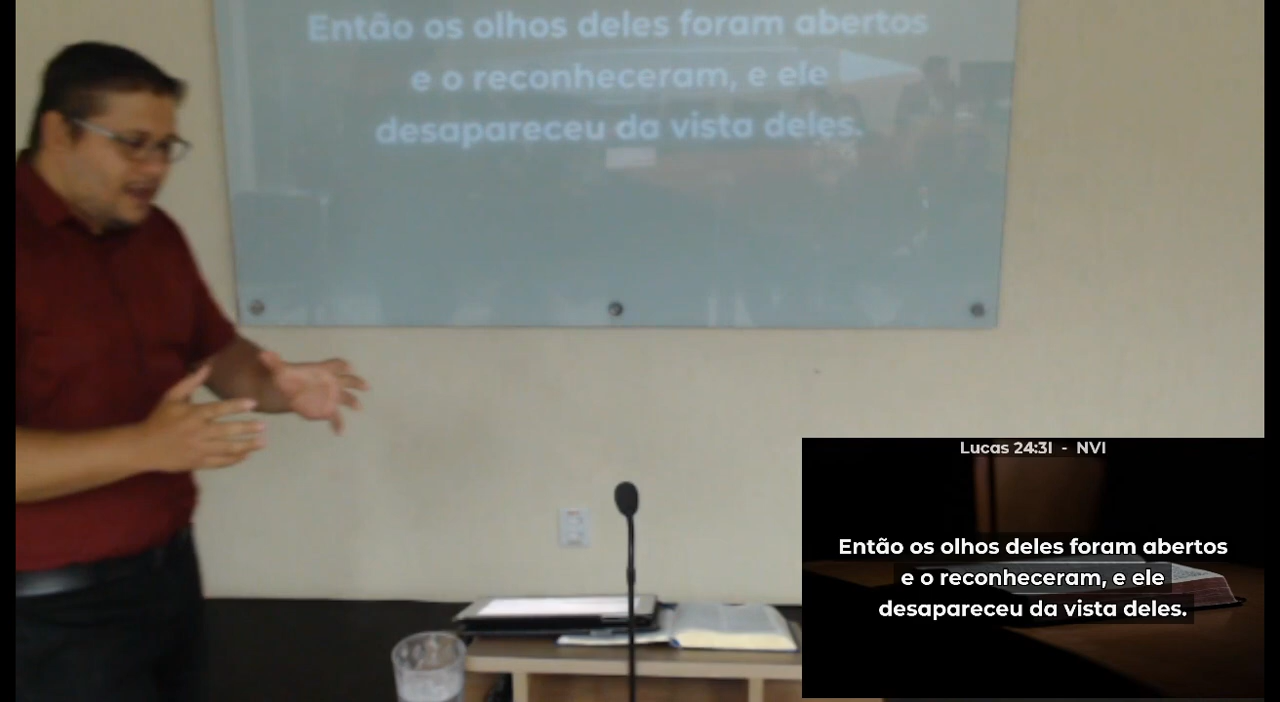 Então os olhos deles foram abertos
e o reconheceram, e ele
desapareceu da vista deles.
Lucas 24:31 - NVI
Então os olhos deles foram abertos
e o reconheceram, e ele
desapareceu da vista deles.